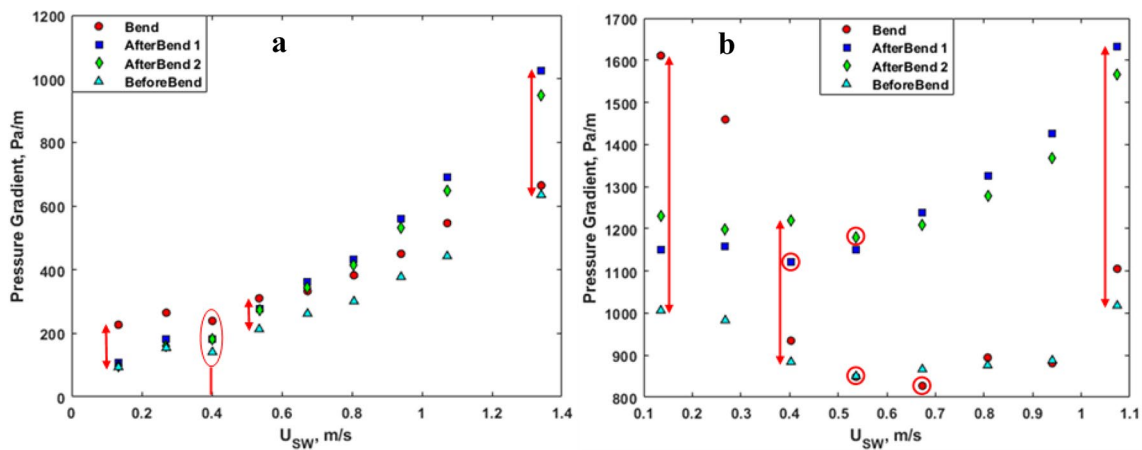 a
Bend
AfterBend 1
AfterBend 2
BeforeBend
Pressure Gradient, Pa/m
1200
1000
800
600
400
200
0
0 0.2 0.4 0.6 0.8 1 1.2 1.4
U_SW, m/s
b
Bend
AfterBend 1
AfterBend 2
BeforeBend
Pressure Gradient, Pa/m
1700
1600
1500
1400
1300
1200
1100
1000
900
800
0.1 0.2 0.3 0.4 0.5 0.6 0.7 0.8 0.9 1 1.1
U_SW, m/s